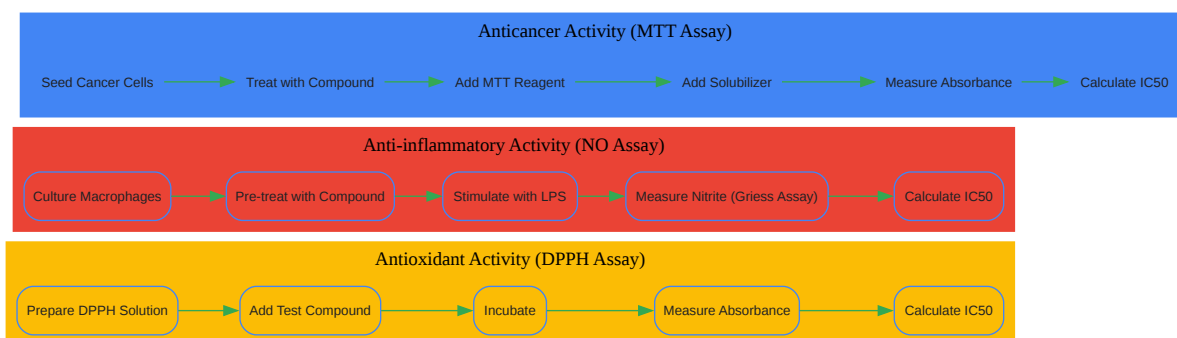 Anticancer Activity (MTT Assay)
Seed Cancer Cells
Treat with Compound
Add MTT Reagent
Add Solubilizer
Measure Absorbance
Calculate IC50
Anti-inflammatory Activity (NO Assay)
Culture Macrophages
Pre-treat with Compound
Stimulate with LPS
Measure Nitrite (Griess Assay)
Calculate IC50
Antioxidant Activity (DPPH Assay)
Prepare DPPH Solution
Add Test Compound
Incubate
Measure Absorbance
Calculate IC50